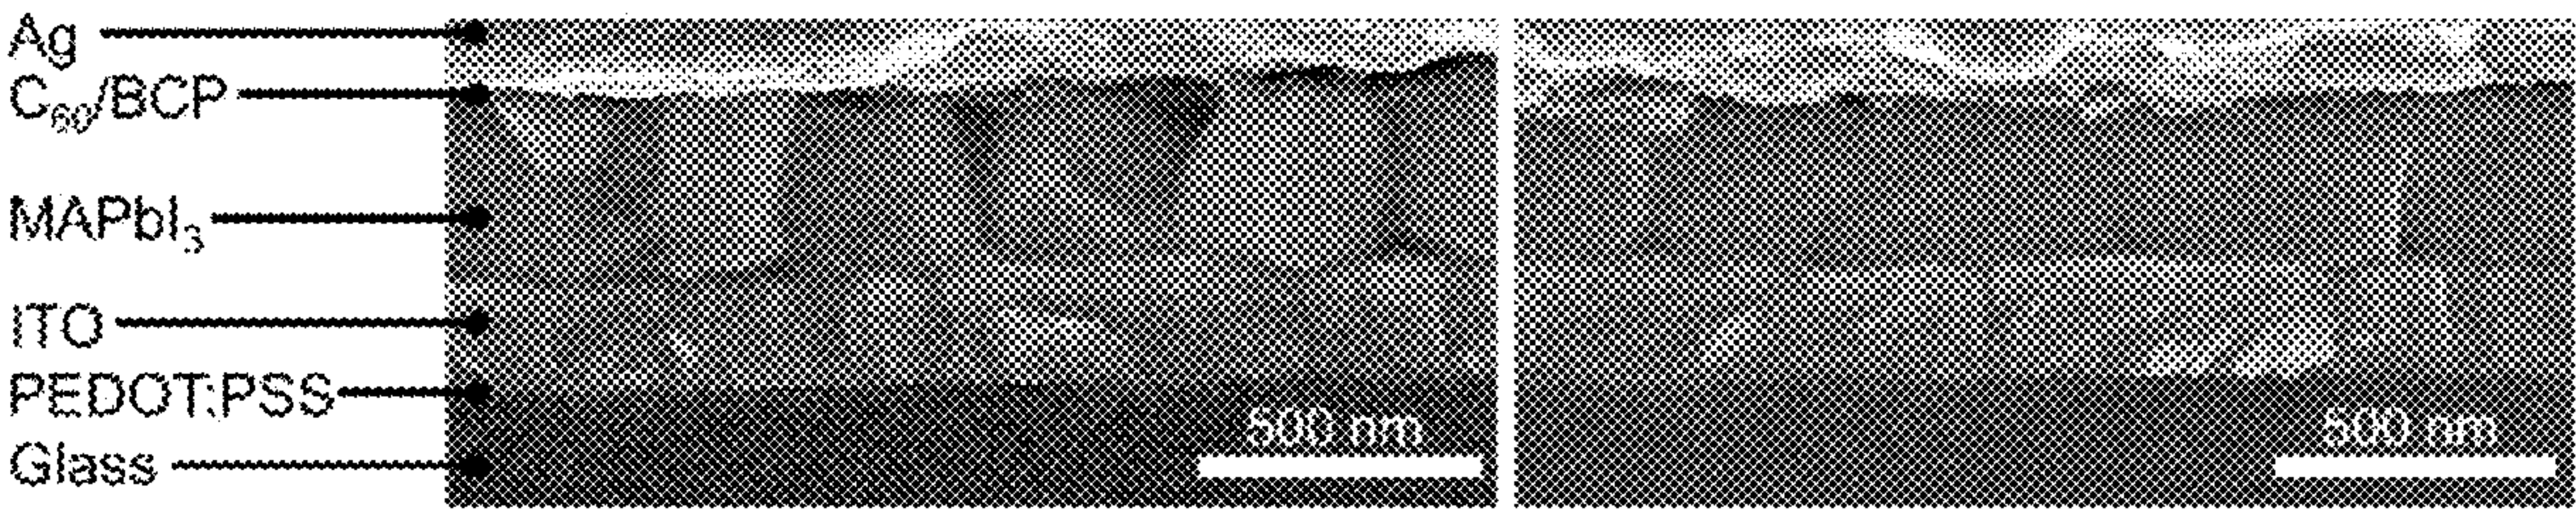 Ag
C₆₀/BCP
MAPbI₃
ITO
PEDOT:PSS
Glass
500 nm
500 nm